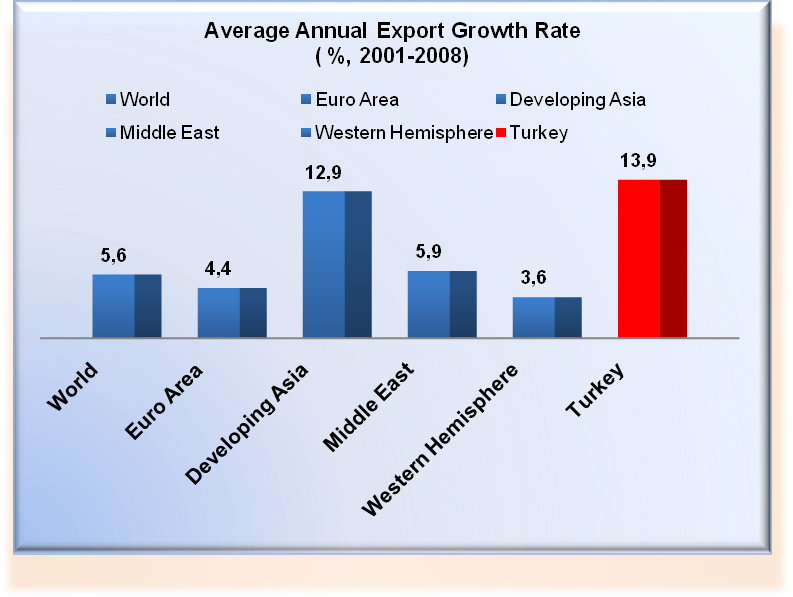 Average Annual Export Growth Rate
( %, 2001-2008)
World Euro Area Developing Asia
Middle East Western Hemisphere Turkey
5,6 4,4 12,9 5,9 3,6 13,9
World Euro Area Developing Asia Middle East Western Hemisphere Turkey